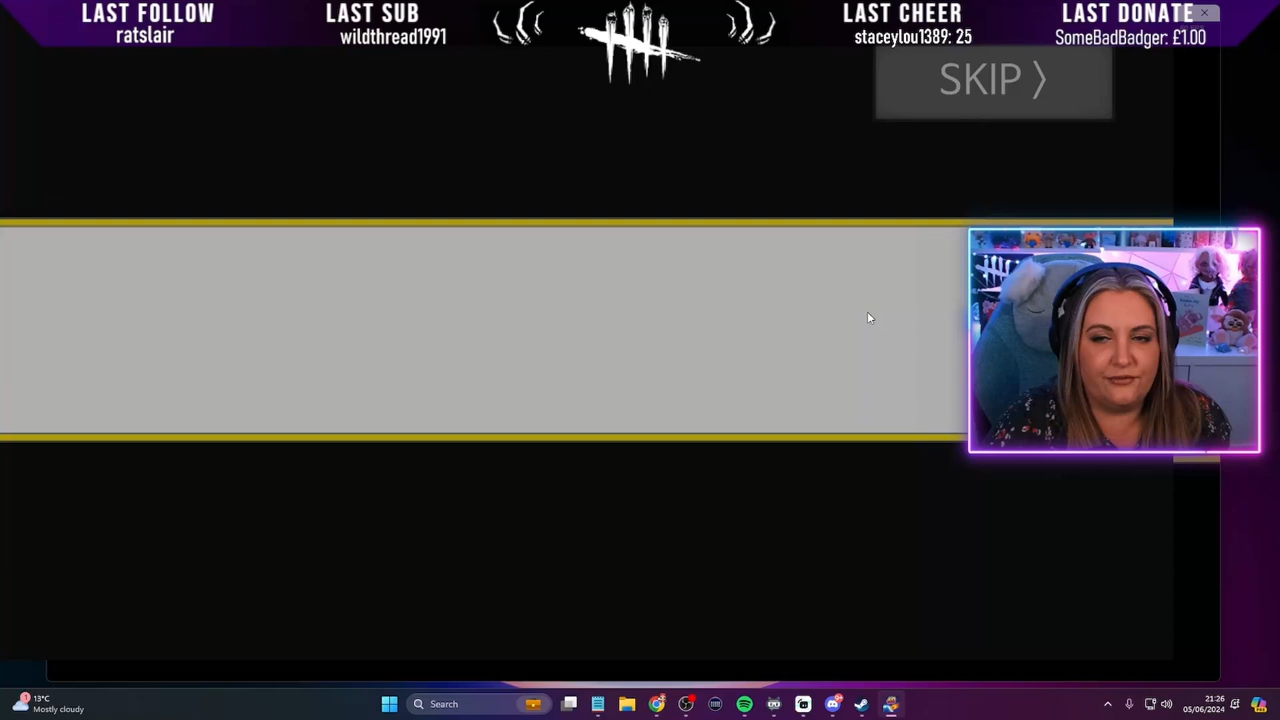 LAST FOLLOW
ratslair
LAST SUB
wildthread1991
LAST CHEER
staceylou1389: 25
LAST DONATE
SomeBadBadger: £1.00
SKIP 〉
13°C
Mostly cloudy
Search
21:26
05/06/2024